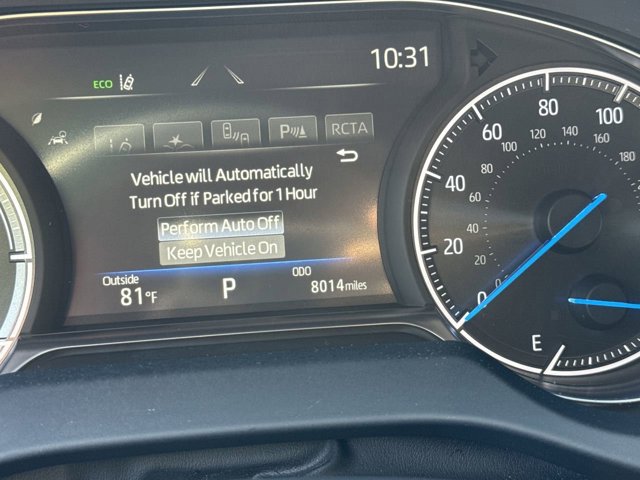 10:31
ECO
RCTA
Vehicle will Automatically
Turn Off if Parked for 1 Hour
Perform Auto Off
Keep Vehicle On
Outside
81°F
P
ODO
8014 miles
0
20
40
60
80
100
0
20
40
60
80
100
120
140
160
180
E